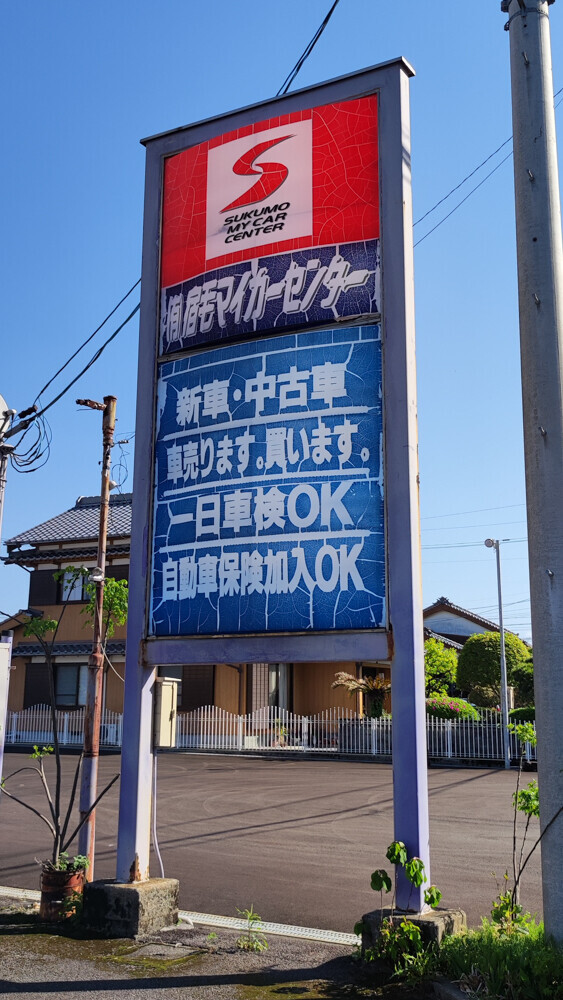 SUKUMO
MY CAR
CENTER
㈲宿毛マイカーセンター
新車・中古車
車売ります。買います。
一日車検OK
自動車保険加入OK